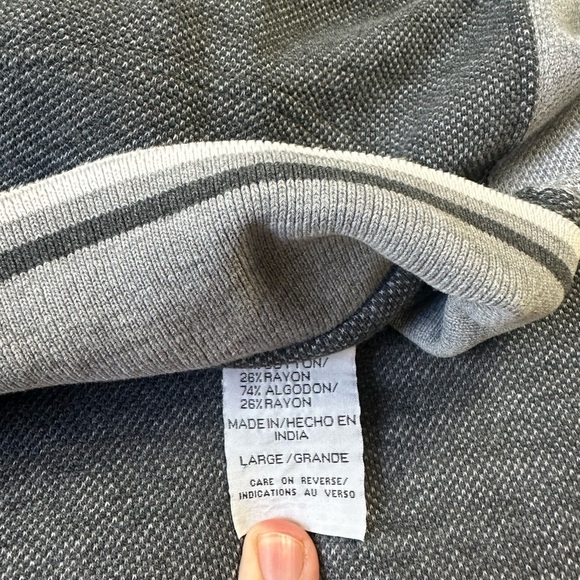 COTTON/
26% RAYON
74% ALGODON/
26% RAYON
MADE IN/HECHO EN
INDIA
LARGE/GRANDE
CARE ON REVERSE/
INDICATIONS AU VERSO